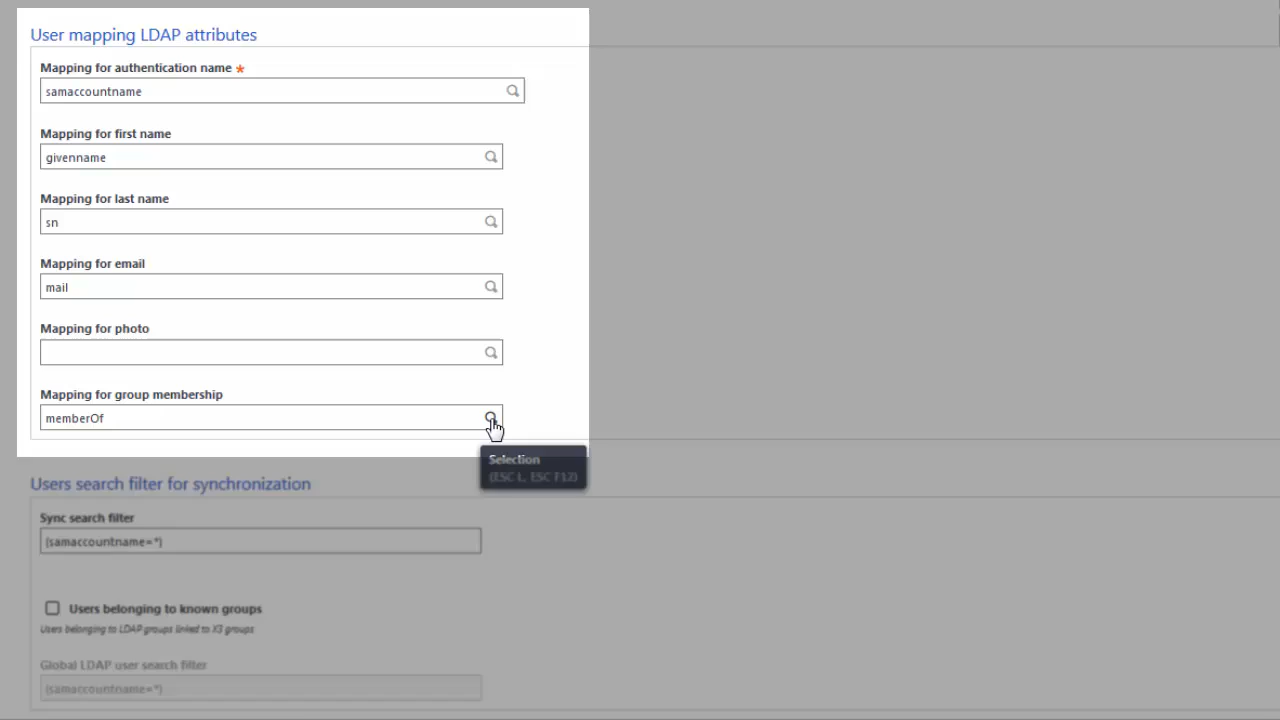 User mapping LDAP attributes
Mapping for authentication name *
samaccountname
Mapping for first name
givenname
Mapping for last name
sn
Mapping for email
mail
Mapping for photo
Mapping for group membership
memberOf
Selection
(ESC L, ESC F12)
Users search filter for synchronization
Sync search filter
(samaccountname=*)
Users belonging to known groups
Users belonging to LDAP groups linked to X3 groups
Global LDAP user search filter
(samaccountname=*)